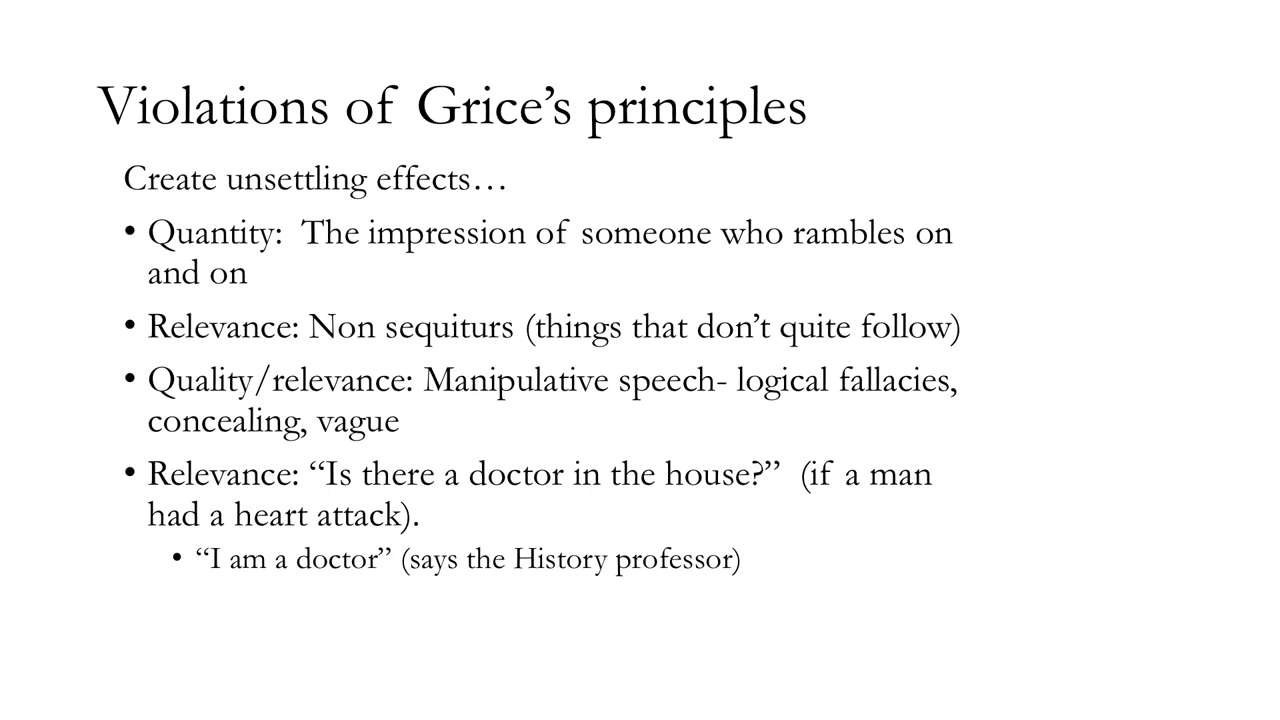 Violations of Grice’s principles
Create unsettling effects…
• Quantity:  The impression of someone who rambles on
and on
• Relevance: Non sequiturs (things that don’t quite follow)
• Quality/relevance: Manipulative speech- logical fallacies,
concealing, vague
• Relevance: “Is there a doctor in the house?”  (if a man
had a heart attack).
• “I am a doctor” (says the History professor)